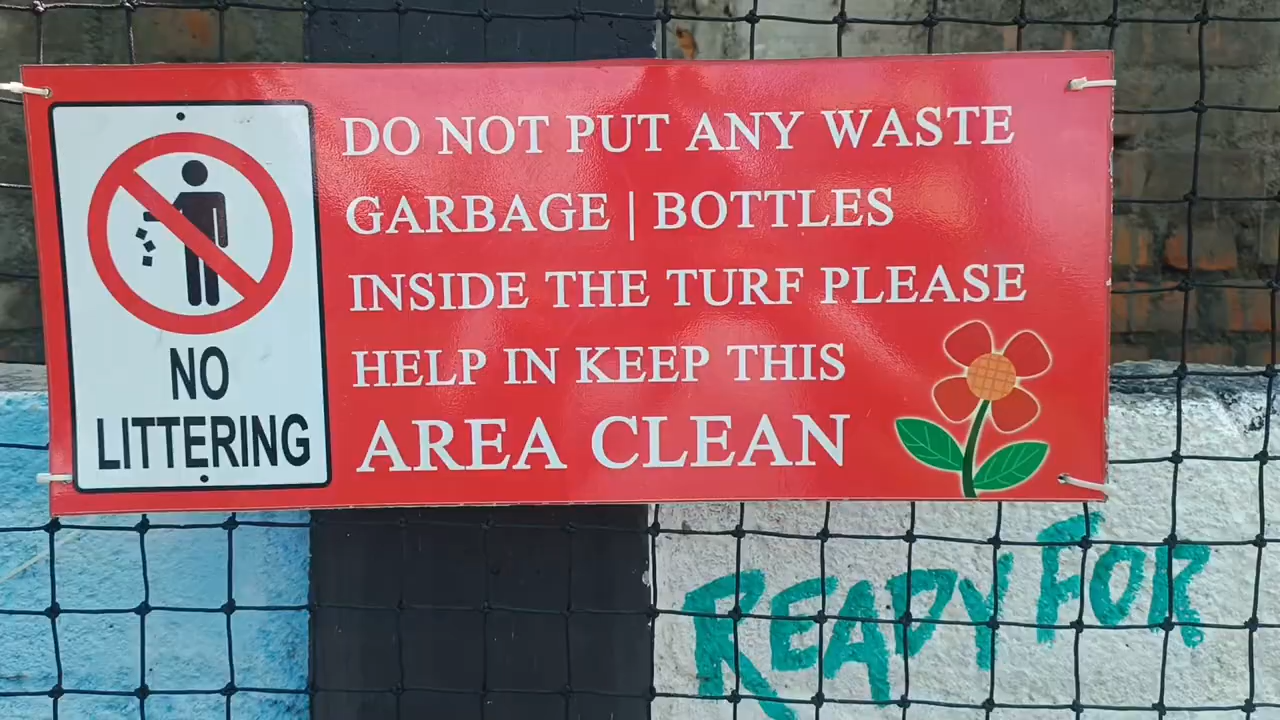 NO
LITTERING
DO NOT PUT ANY WASTE
GARBAGE | BOTTLES
INSIDE THE TURF PLEASE
HELP IN KEEP THIS
AREA CLEAN
READY FOR